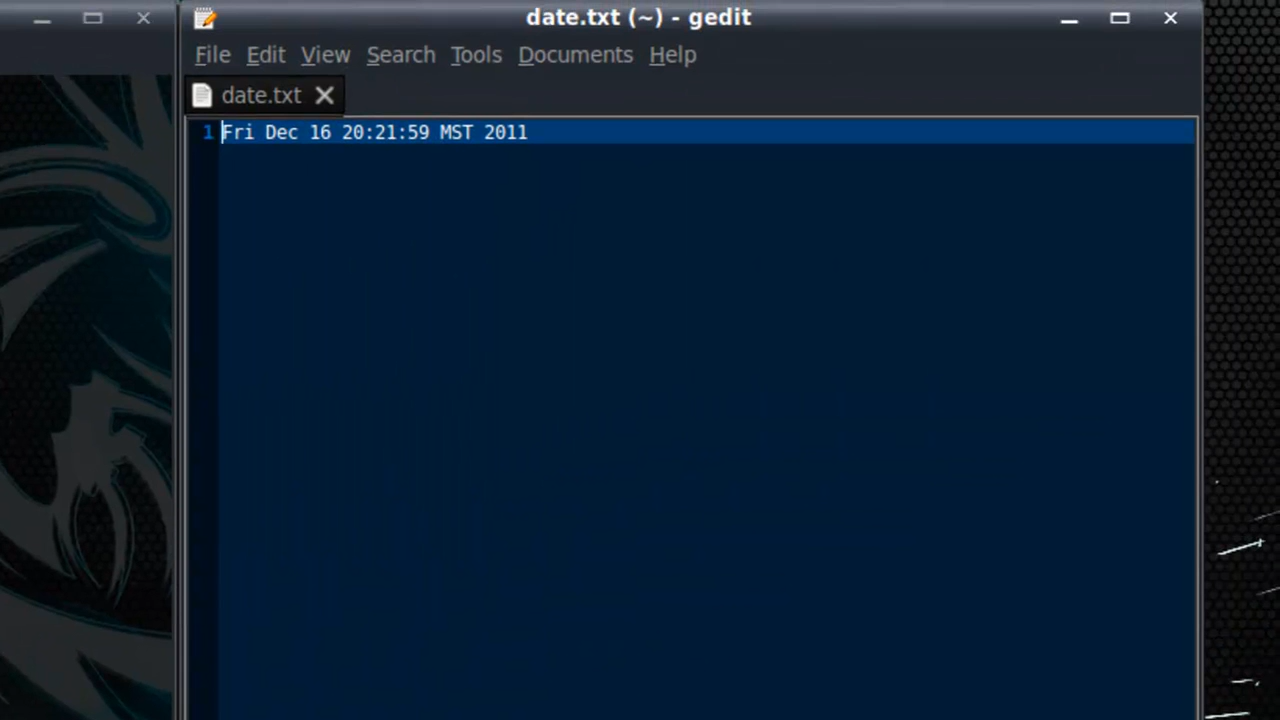 date.txt (~) - gedit
File Edit View Search Tools Documents Help
date.txt
1 Fri Dec 16 20:21:59 MST 2011